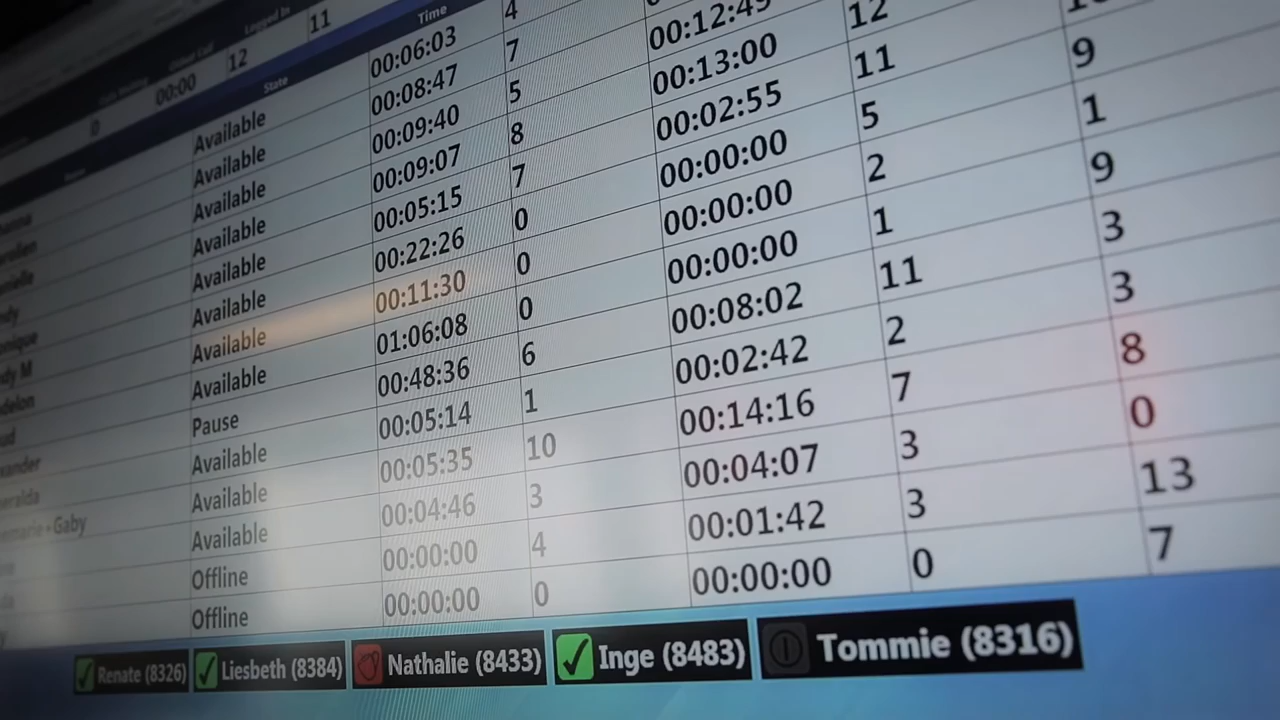 Logged In 11
00:00 12
0
State Time
Available 00:06:03 4
Available 00:08:47 7
Available 00:09:40 5
Available 00:09:07 8 00:13:00 12
Available 00:05:15 7 00:02:55 11
M Available 00:22:26 0 00:00:00 5 9
Available 00:11:30 0 00:00:00 2 1
Available 01:06:08 0 00:00:00 1 9
Pause 00:48:36 6 00:08:02 11 3
Available 00:05:14 1 00:02:42 2 3
Gaby Available 00:05:35 10 00:14:16 7 8
Available 00:04:46 3 00:04:07 3 0
Offline 00:00:00 4 00:01:42 3 13
Offline 00:00:00 0 00:00:00 0 7
Renate (8326) Liesbeth (8384) Nathalie (8433) Inge (8483) Tommie (8316)